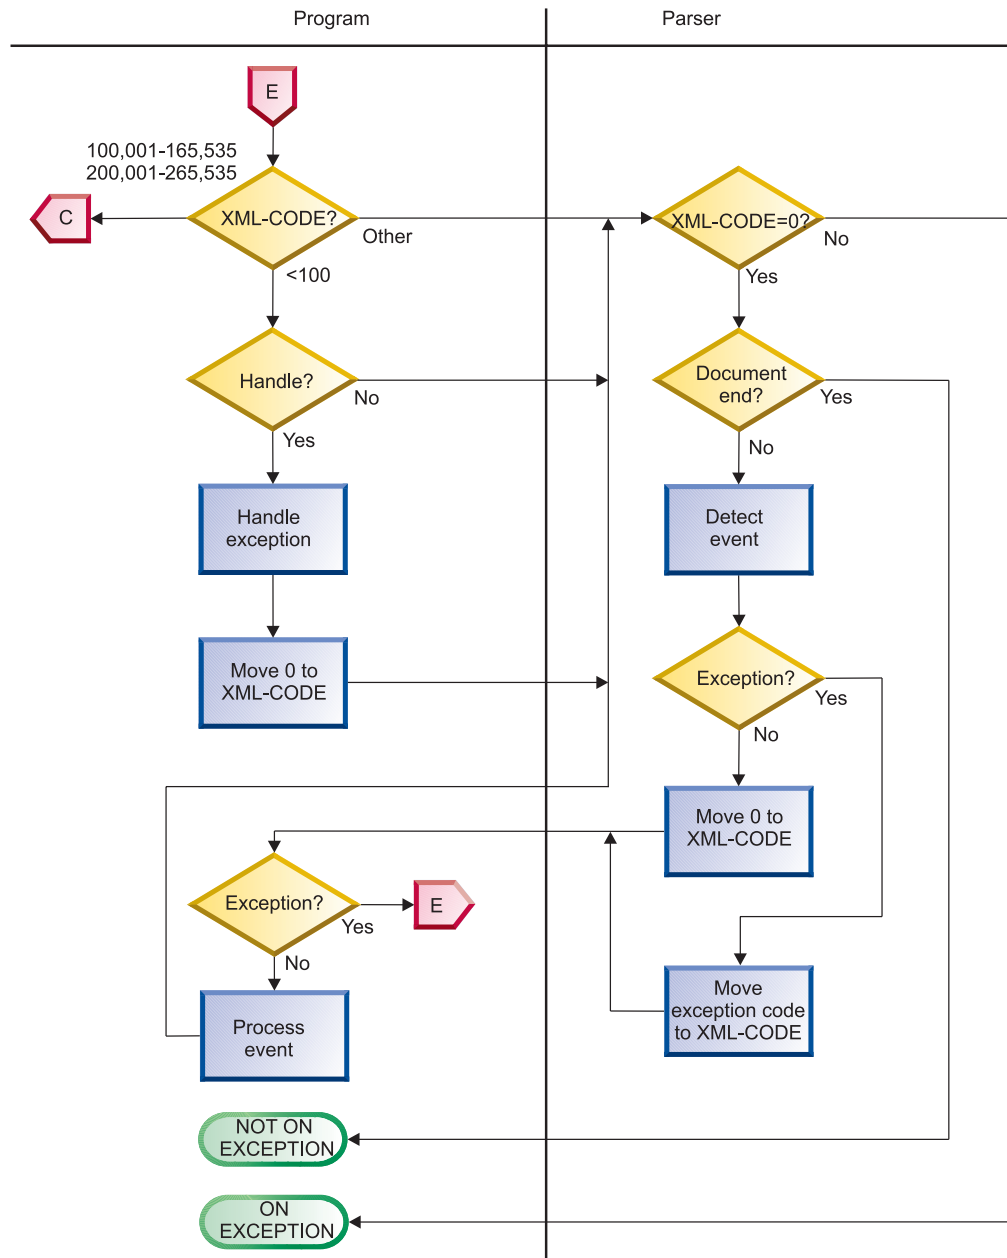 Program
Parser
E
100,001-165,535
200,001-265,535
C
XML-CODE?
Other
XML-CODE=0?
No
<100
Yes
Handle?
No
Document
end?
Yes
Yes
No
Handle
exception
Detect
event
Move 0 to
XML-CODE
Exception?
Yes
No
Move 0 to
XML-CODE
Exception?
Yes
E
No
Process
event
Move
exception code
to XML-CODE
NOT ON
EXCEPTION
ON
EXCEPTION